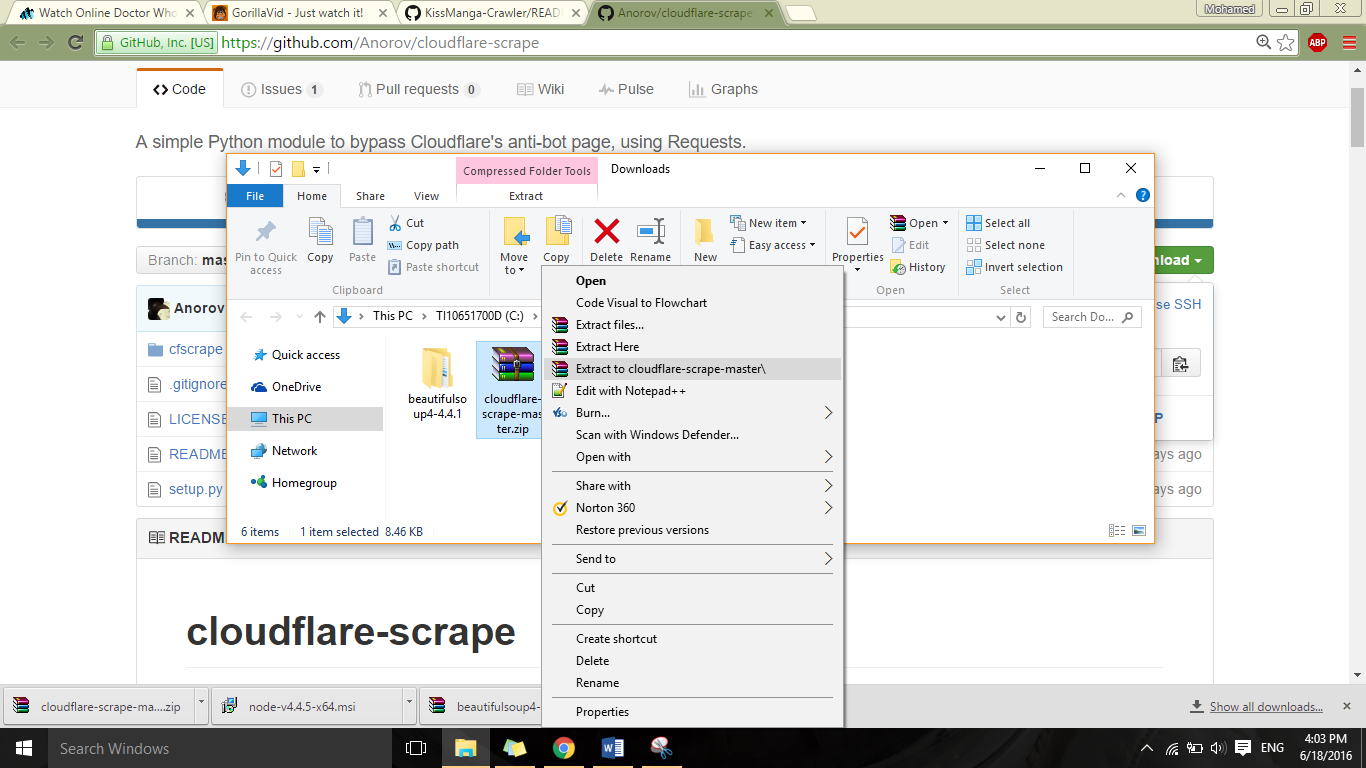 Watch Online Doctor Who
GorillaVid - Just watch it!
KissManga-Crawler/READ
Anorov/cloudflare-scrape
Mohamed
GitHub, Inc. [US]
https://github.com/Anorov/cloudflare-scrape
ABP
Code
Issues 1
Pull requests 0
Wiki
Pulse
Graphs
A simple Python module to bypass Cloudflare's anti-bot page, using Requests.
Compressed Folder Tools
Downloads
File
Home
Share
View
Extract
Pin to Quick
access
Copy
Paste
Cut
Copy path
Paste shortcut
Clipboard
Move
to
Copy
Delete
Rename
New
New item
Easy access
Properties
Open
Edit
History
Open
Select all
Select none
Invert selection
Select
Branch: mas
nload
Anorov
se SSH
cfscrape
.gitignore
LICENSE
README
setup.py
P
ays ago
ays ago
This PC
TI10651700D (C:)
Search Do...
Quick access
OneDrive
This PC
Network
Homegroup
beautifulso
up4-4.4.1
cloudflare-
scrape-mas
ter.zip
6 items
1 item selected 8.46 KB
Open
Code Visual to Flowchart
Extract files...
Extract Here
Extract to cloudflare-scrape-master\
Edit with Notepad++
Burn...
Scan with Windows Defender...
Open with
Share with
Norton 360
Restore previous versions
Send to
Cut
Copy
Create shortcut
Delete
Rename
Properties
READM
cloudflare-scrape
cloudflare-scrape-ma....zip
node-v4.4.5-x64.msi
beautifulsoup4-
Show all downloads...
Search Windows
ENG
4:03 PM
6/18/2016